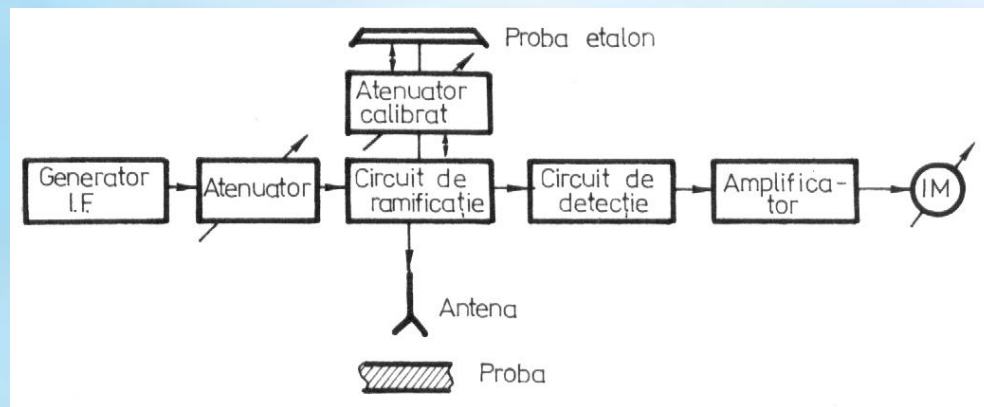 Proba etalon
Atenuator
calibrat
Generator
I.F.
Atenuator
Circuit de
ramificație
Circuit de
detecție
Amplifica-
tor
IM
Antena
Proba